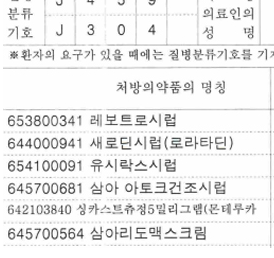 분류
기호 J 3 0 4
의료인의
성 명
※환자의 요구가 있을 때에는 질병분류기호를
처방의약품의 명칭
653800341 레보트로시럽
644000941 새로딘시럽(로라타딘)
654100091 유시락스시럽
645700681 삼아 아토크건조시럽
642103840 싱카스트츄정5밀리그램(몬테루카
645700564 삼아리도맥스크림